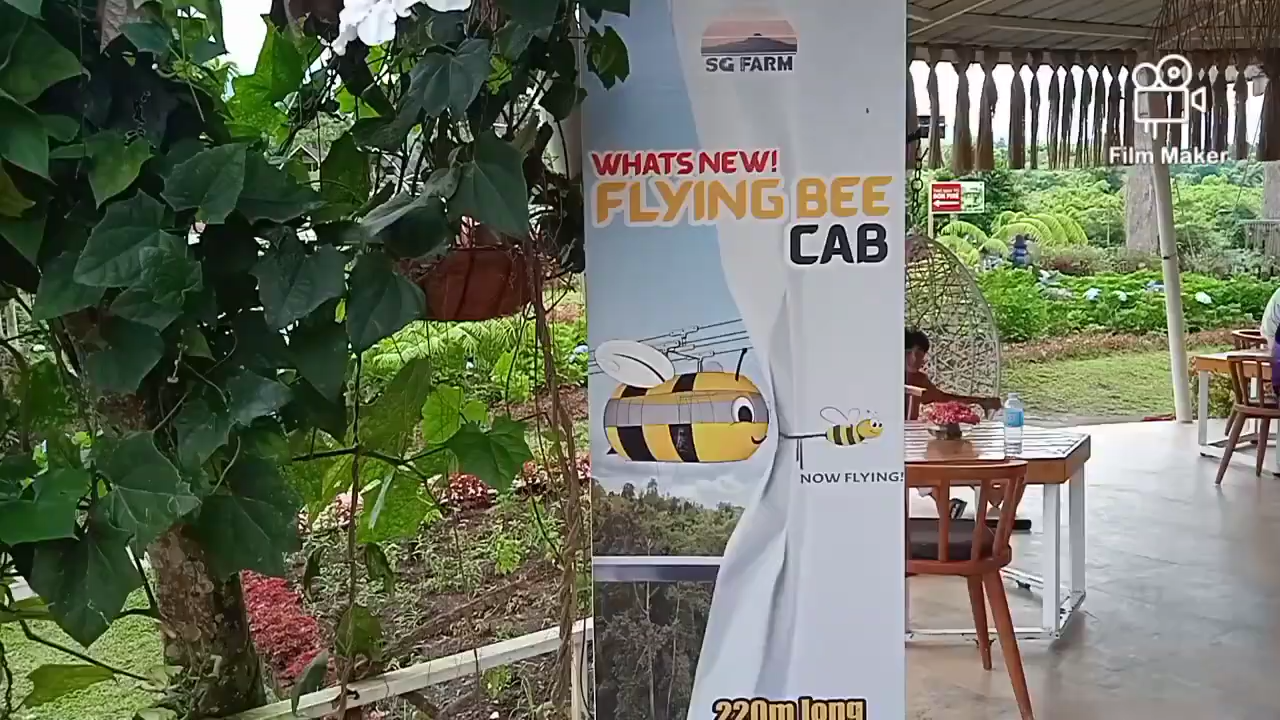 SG FARM
WHATS NEW!
FLYING BEE
CAB
NOW FLYING!
220m long
Film Maker